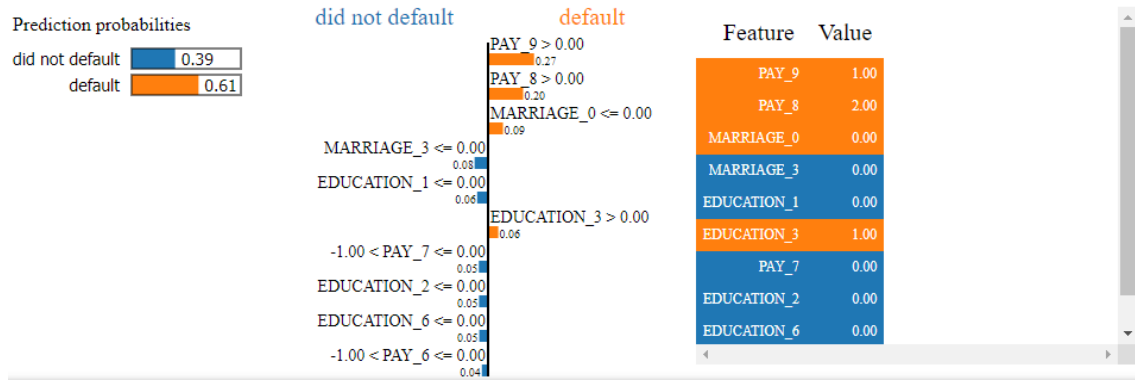 Prediction probabilities
did not default 0.39
default 0.61
did not default default
PAY_9 > 0.00
0.27
PAY_8 > 0.00
0.20
MARRIAGE_0 <= 0.00
0.09
MARRIAGE_3 <= 0.00
0.08
EDUCATION_1 <= 0.00
0.06
EDUCATION_3 > 0.00
0.06
-1.00 < PAY_7 <= 0.00
0.05
EDUCATION_2 <= 0.00
0.05
EDUCATION_6 <= 0.00
0.05
-1.00 < PAY_6 <= 0.00
0.04
Feature Value
PAY_9 1.00
PAY_8 2.00
MARRIAGE_0 0.00
MARRIAGE_3 0.00
EDUCATION_1 0.00
EDUCATION_3 1.00
PAY_7 0.00
EDUCATION_2 0.00
EDUCATION_6 0.00